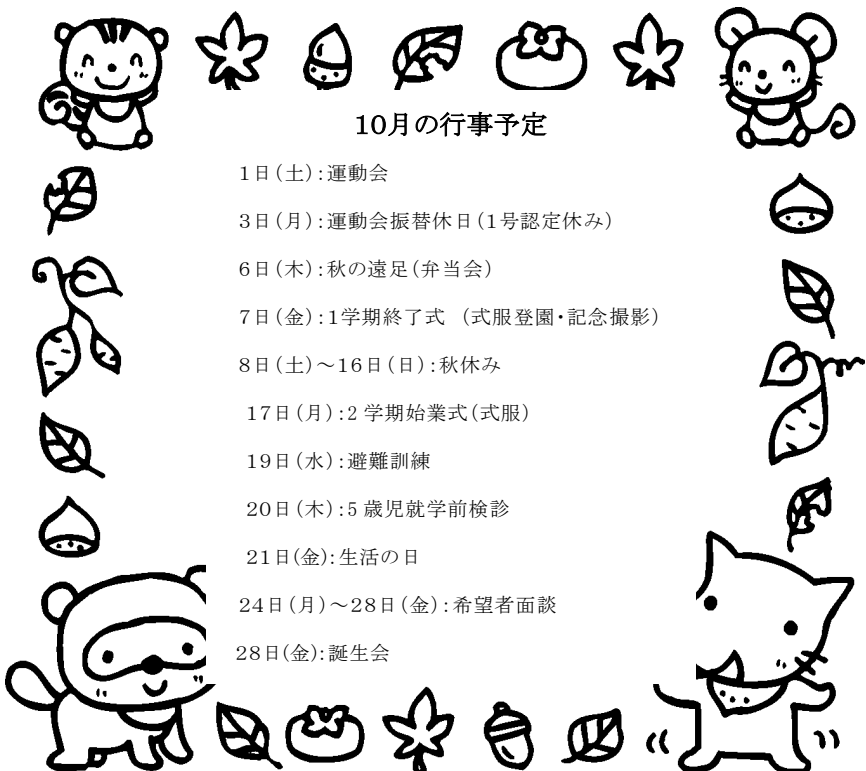 10月の行事予定
1日(土):運動会
3日(月):運動会振替休日(1号認定休み)
6日(木):秋の遠足(弁当会)
7日(金):1学期終了式 (式服登園・記念撮影)
8日(土)～16日(日):秋休み
17日(月):2学期始業式(式服)
19日(水):避難訓練
20日(木):5歳児就学前検診
21日(金):生活の日
24日(月)～28日(金):希望者面談
28日(金):誕生会